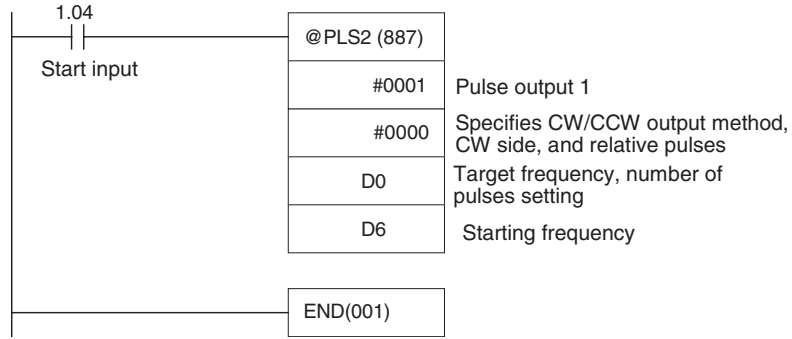 1.04
@PLS2 (887)
Start input
#0001 Pulse output 1
#0000 Specifies CW/CCW output method,
CW side, and relative pulses
D0 Target frequency, number of
pulses setting
D6 Starting frequency
END(001)